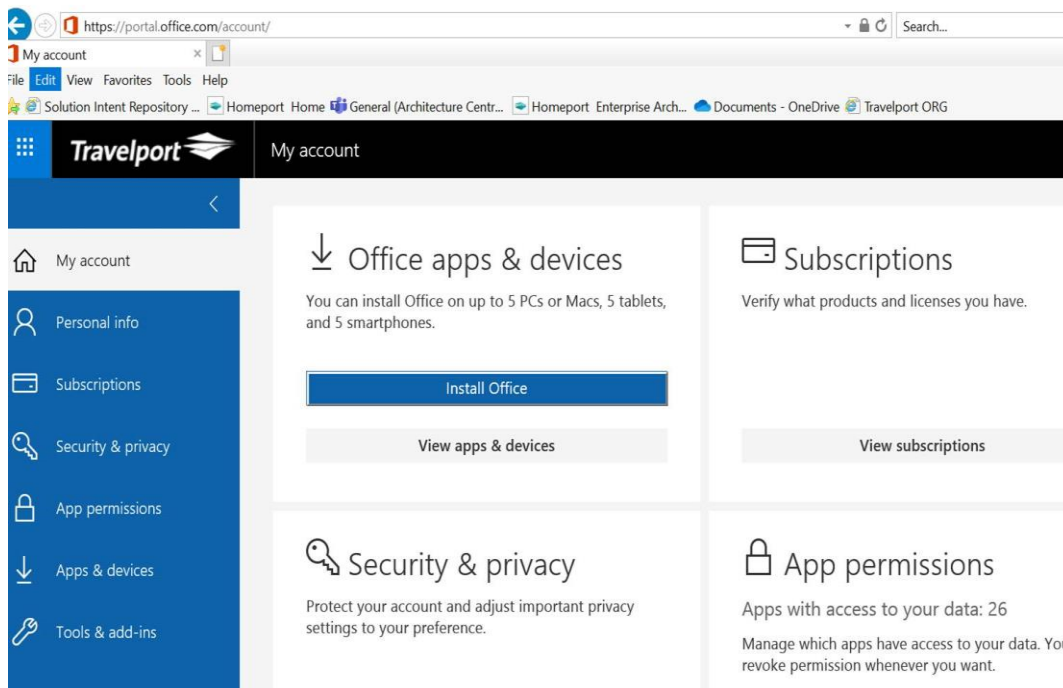 https://portal.office.com/account/
Search...
My account
File Edit View Favorites Tools Help
Solution Intent Repository ... Homeport Home General (Architecture Centr... Homeport Enterprise Arch... Documents - OneDrive Travelport ORG
Travelport My account
My account
Personal info
Subscriptions
Security & privacy
App permissions
Apps & devices
Tools & add-ins
Office apps & devices
You can install Office on up to 5 PCs or Macs, 5 tablets,
and 5 smartphones.
Install Office
View apps & devices
Subscriptions
Verify what products and licenses you have.
View subscriptions
Security & privacy
Protect your account and adjust important privacy
settings to your preference.
App permissions
Apps with access to your data: 26
Manage which apps have access to your data. You
revoke permission whenever you want.